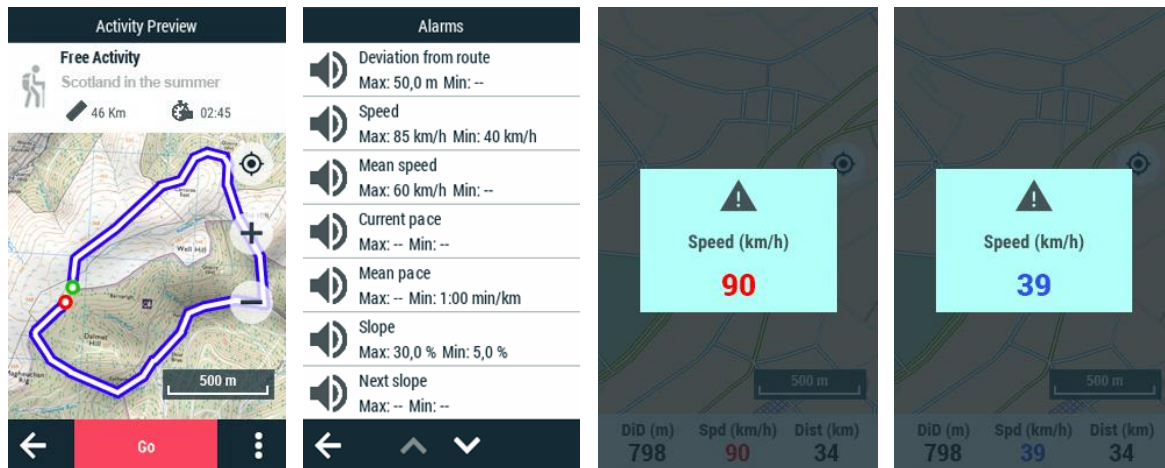 Activity Preview
Free Activity
Scotland in the summer
46 Km 02:45
Well Hill
Dalmet
Hill
500 m
Go
Alarms
Deviation from route
Max: 50,0 m Min: --
Speed
Max: 85 km/h Min: 40 km/h
Mean speed
Max: 60 km/h Min: --
Current pace
Max: -- Min: --
Mean pace
Max: -- Min: 1:00 min/km
Slope
Max: 30,0 % Min: 5,0 %
Next slope
Max: -- Min: --
Speed (km/h)
90
500 m
DiD (m) Spd (km/h) Dist (km)
798 90 34
Speed (km/h)
39
500 m
DiD (m) Spd (km/h) Dist (km)
798 39 34